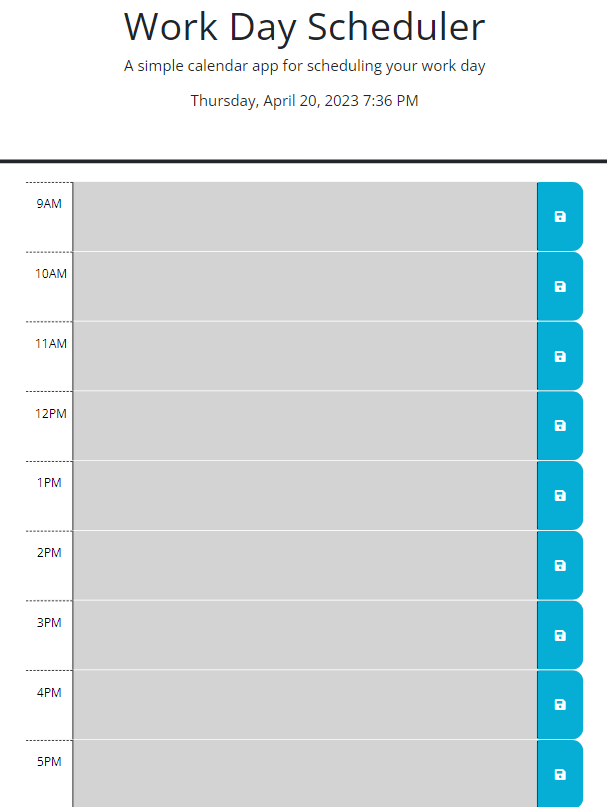 Work Day Scheduler
A simple calendar app for scheduling your work day
Thursday, April 20, 2023 7:36 PM
9AM
10AM
11AM
12PM
1PM
2PM
3PM
4PM
5PM